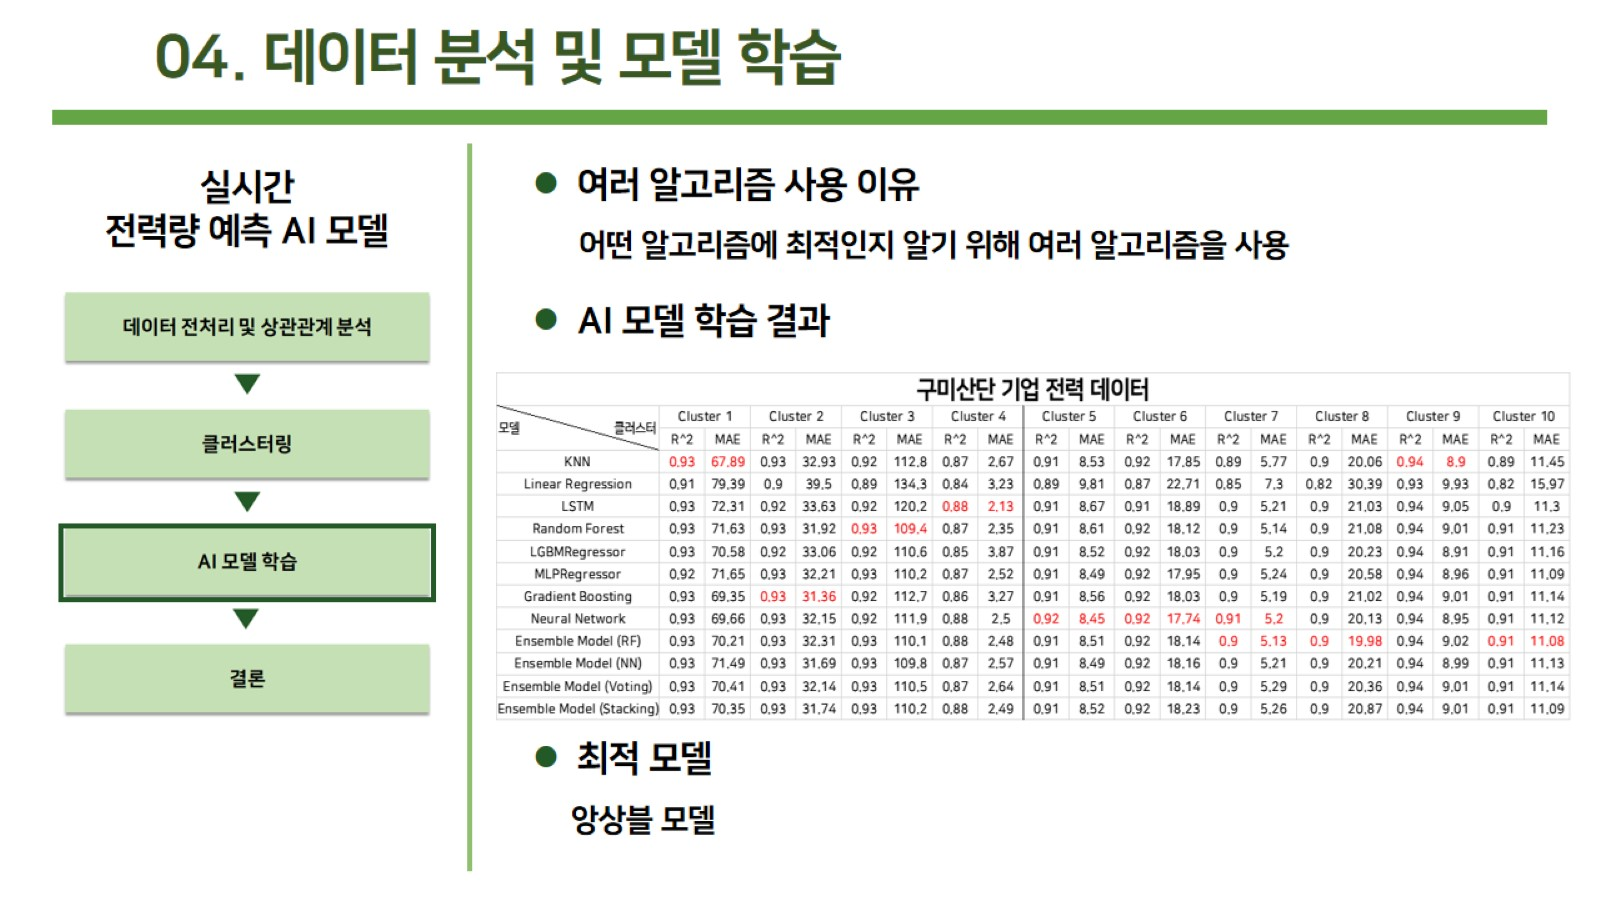 04. 데이터 분석 및 모델 학습
실시간
전력량 예측 AI 모델
데이터 전처리 및 상관관계 분석
클러스터링
AI 모델 학습
결론
여러 알고리즘 사용 이유
어떤 알고리즘에 최적인지 알기 위해 여러 알고리즘을 사용
AI 모델 학습 결과
구미산단 기업 전력 데이터
모델 클러스터 Cluster 1 Cluster 2 Cluster 3 Cluster 4 Cluster 5 Cluster 6 Cluster 7 Cluster 8 Cluster 9 Cluster 10
R^2 MAE R^2 MAE R^2 MAE R^2 MAE R^2 MAE R^2 MAE R^2 MAE R^2 MAE R^2 MAE R^2 MAE
KNN 0.93 67.89 0.93 32.93 0.92 112.8 0.87 2.67 0.91 8.53 0.92 17.85 0.89 5.77 0.9 20.06 0.94 8.9 0.89 11.45
Linear Regression 0.91 79.39 0.9 39.5 0.89 134.3 0.84 3.23 0.89 9.81 0.87 22.71 0.85 7.3 0.82 30.39 0.93 9.93 0.82 15.97
LSTM 0.93 72.31 0.92 33.63 0.92 120.2 0.88 2.13 0.91 8.67 0.91 18.89 0.9 5.21 0.9 21.03 0.94 9.05 0.9 11.3
Random Forest 0.93 71.63 0.93 31.92 0.93 109.4 0.87 2.35 0.91 8.61 0.92 18.12 0.9 5.14 0.9 21.08 0.94 9.01 0.91 11.23
LGBMRegressor 0.93 70.58 0.92 33.06 0.92 110.6 0.85 3.87 0.91 8.52 0.92 18.03 0.9 5.2 0.9 20.23 0.94 8.91 0.91 11.16
MLPRegressor 0.92 71.65 0.93 32.21 0.93 110.2 0.87 2.52 0.91 8.49 0.92 17.95 0.9 5.24 0.9 20.58 0.94 8.96 0.91 11.09
Gradient Boosting 0.93 69.35 0.93 31.36 0.92 112.7 0.86 3.27 0.91 8.56 0.92 18.03 0.9 5.19 0.9 21.02 0.94 9.01 0.91 11.14
Neural Network 0.93 69.66 0.93 32.15 0.92 111.9 0.88 2.5 0.92 8.45 0.92 17.74 0.91 5.2 0.9 20.13 0.94 8.95 0.91 11.12
Ensemble Model (RF) 0.93 70.21 0.93 32.31 0.93 110.1 0.88 2.48 0.91 8.51 0.92 18.14 0.9 5.13 0.9 19.98 0.94 9.02 0.91 11.08
Ensemble Model (NN) 0.93 71.49 0.93 31.69 0.93 109.8 0.87 2.57 0.91 8.49 0.92 18.16 0.9 5.21 0.9 20.21 0.94 8.99 0.91 11.13
Ensemble Model (Voting) 0.93 70.41 0.93 32.14 0.93 110.5 0.87 2.64 0.91 8.51 0.92 18.14 0.9 5.29 0.9 20.36 0.94 9.01 0.91 11.14
Ensemble Model (Stacking) 0.93 70.35 0.93 31.74 0.93 110.2 0.88 2.49 0.91 8.52 0.92 18.23 0.9 5.26 0.9 20.87 0.94 9.01 0.91 11.09
최적 모델
앙상블 모델